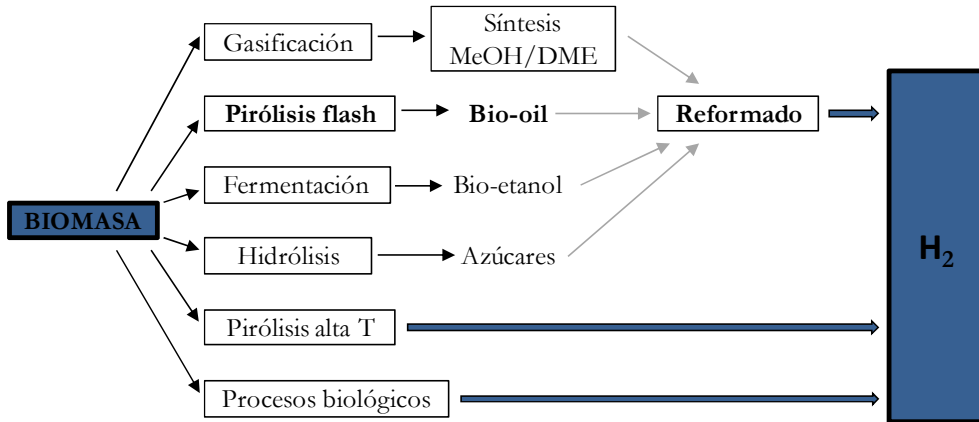 Gasificación
Síntesis
MeOH/DME
Pirólisis flash
Bio-oil
Reformado
Fermentación
Bio-etanol
BIOMASA
Hidrólisis
Azúcares
H₂
Pirólisis alta T
Procesos biológicos